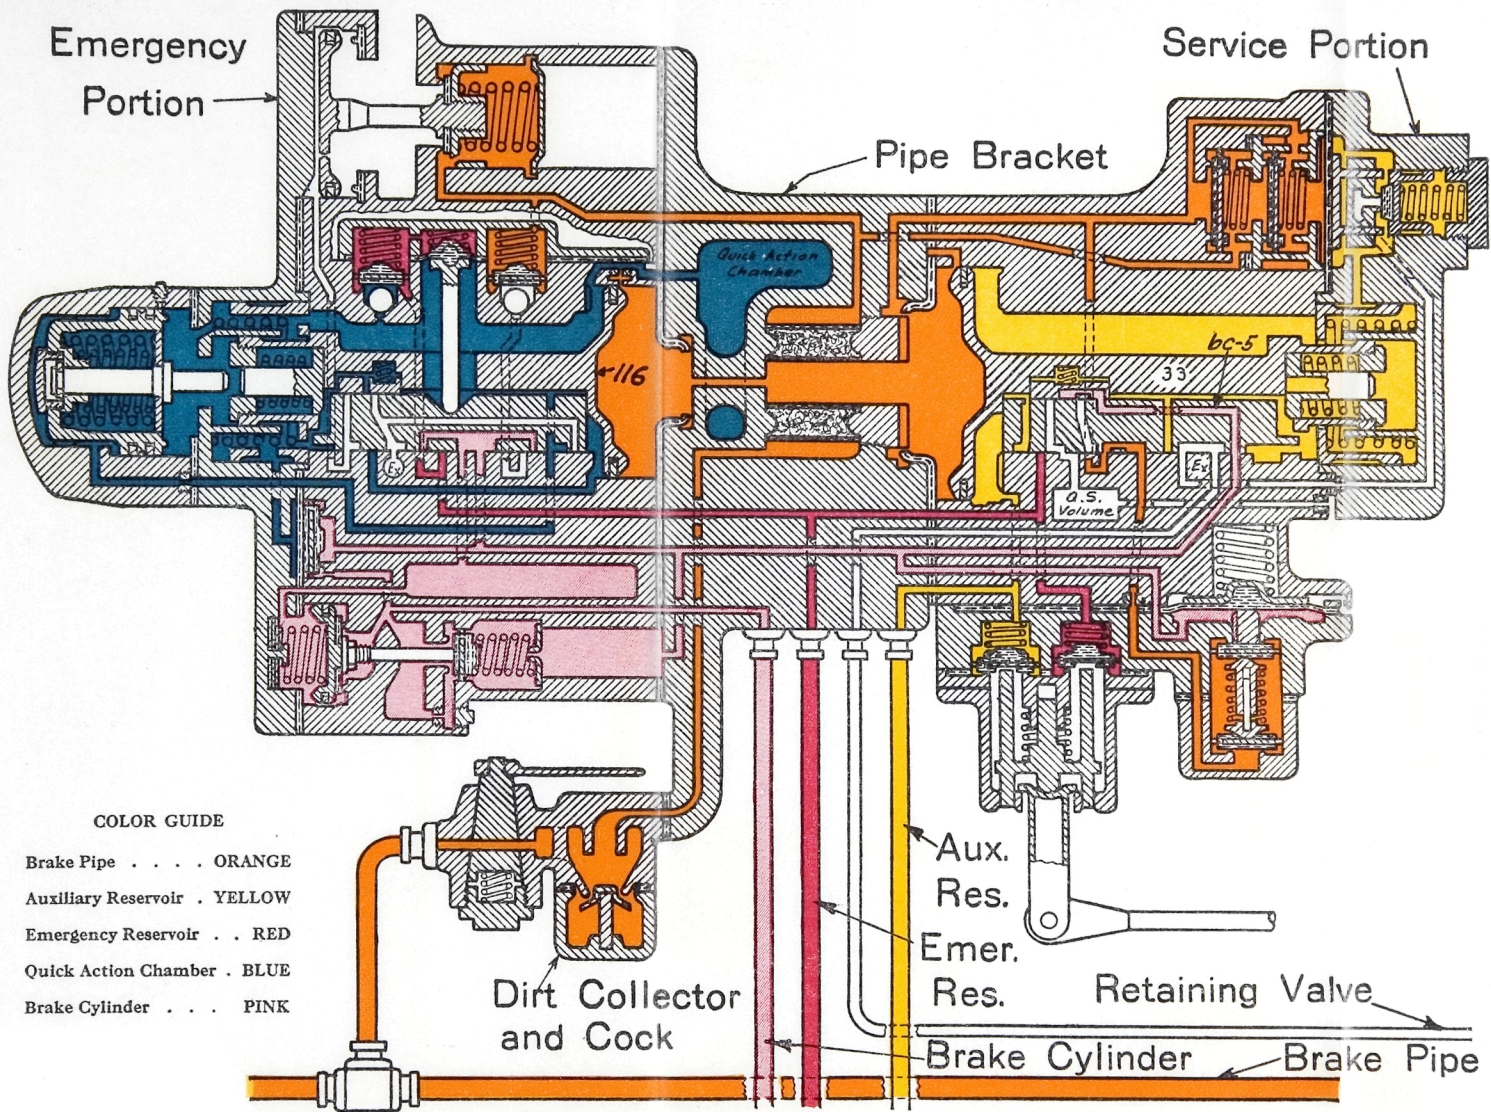 Emergency
Portion
Service Portion
Pipe Bracket
Quick Action
Chamber
116
bc-5
33
Ex
Ex
Q.S.
Volume
COLOR GUIDE
Brake Pipe . . . . ORANGE
Auxiliary Reservoir . YELLOW
Emergency Reservoir . . RED
Quick Action Chamber . BLUE
Brake Cylinder . . . PINK
Aux.
Res.
Emer.
Res.
Dirt Collector
and Cock
Retaining Valve
Brake Cylinder
Brake Pipe